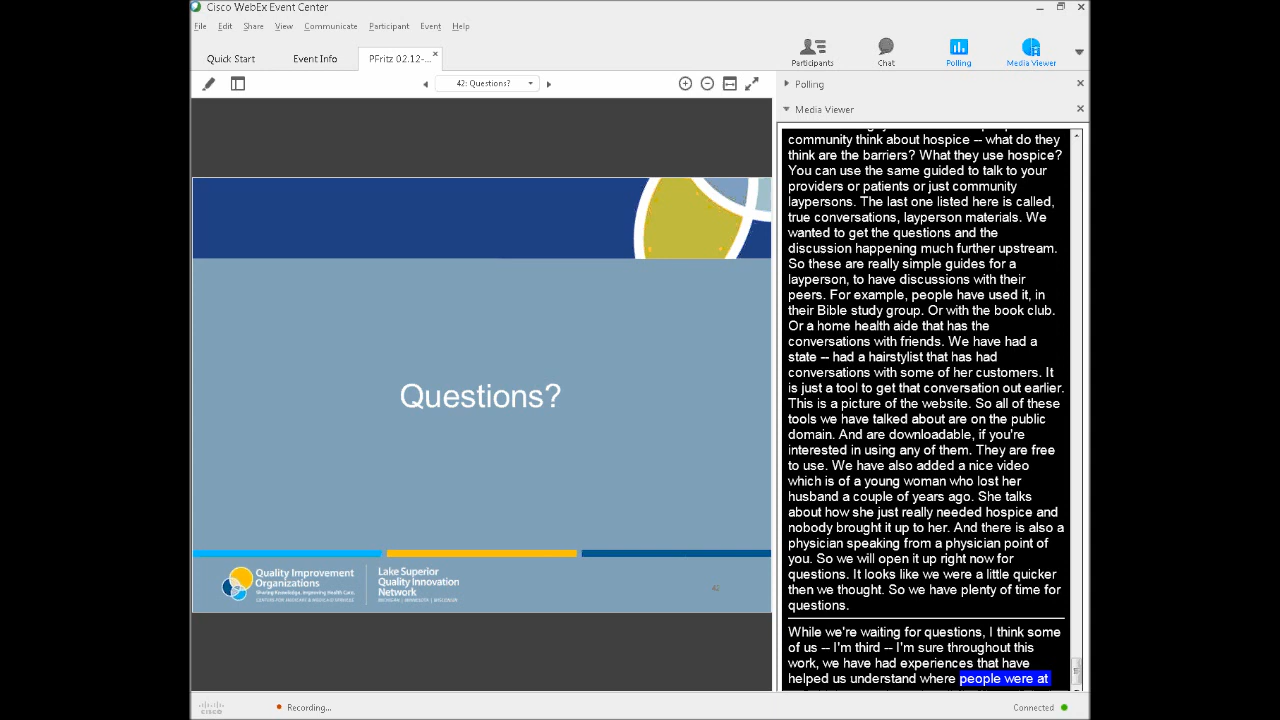 Cisco WebEx Event Center
File Edit Share View Communicate Participant Event Help
Quick Start Event Info PFritz 02.12-...
Participants Chat Polling Media Viewer
42: Questions?
Polling
Media Viewer
Questions?
Quality Improvement
Organizations
Sharing Knowledge. Improving Health Care.
CENTERS FOR MEDICARE & MEDICAID SERVICES
Lake Superior
Quality Innovation
Network
MICHIGAN | MINNESOTA | WISCONSIN
42
community think about hospice -- what do they
think are the barriers? What they use hospice?
You can use the same guided to talk to your
providers or patients or just community
laypersons. The last one listed here is called,
true conversations, layperson materials. We
wanted to get the questions and the
discussion happening much further upstream.
So these are really simple guides for a
layperson, to have discussions with their
peers. For example, people have used it, in
their Bible study group. Or with the book club.
Or a home health aide that has the
conversations with friends. We have had a
state -- had a hairstylist that has had
conversations with some of her customers. It
is just a tool to get that conversation out earlier.
This is a picture of the website. So all of these
tools we have talked about are on the public
domain. And are downloadable, if you're
interested in using any of them. They are free
to use. We have also added a nice video
which is of a young woman who lost her
husband a couple of years ago. She talks
about how she just really needed hospice and
nobody brought it up to her. And there is also a
physician speaking from a physician point of
you. So we will open it up right now for
questions. It looks like we were a little quicker
then we thought. So we have plenty of time for
questions.
While we're waiting for questions, I think some
of us -- I'm third -- I'm sure throughout this
work, we have had experiences that have
helped us understand where people were at
cisco
Recording...
Connected